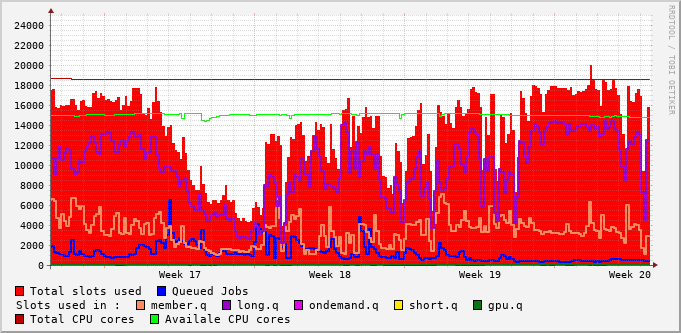 RRDTOOL / TOBI OETIKER
24000
22000
20000
18000
16000
14000
12000
10000
8000
6000
4000
2000
0
Week 17 Week 18 Week 19 Week 20
Total slots used Queued Jobs
Slots used in : member.q long.q ondemand.q short.q gpu.q
Total CPU cores Availale CPU cores